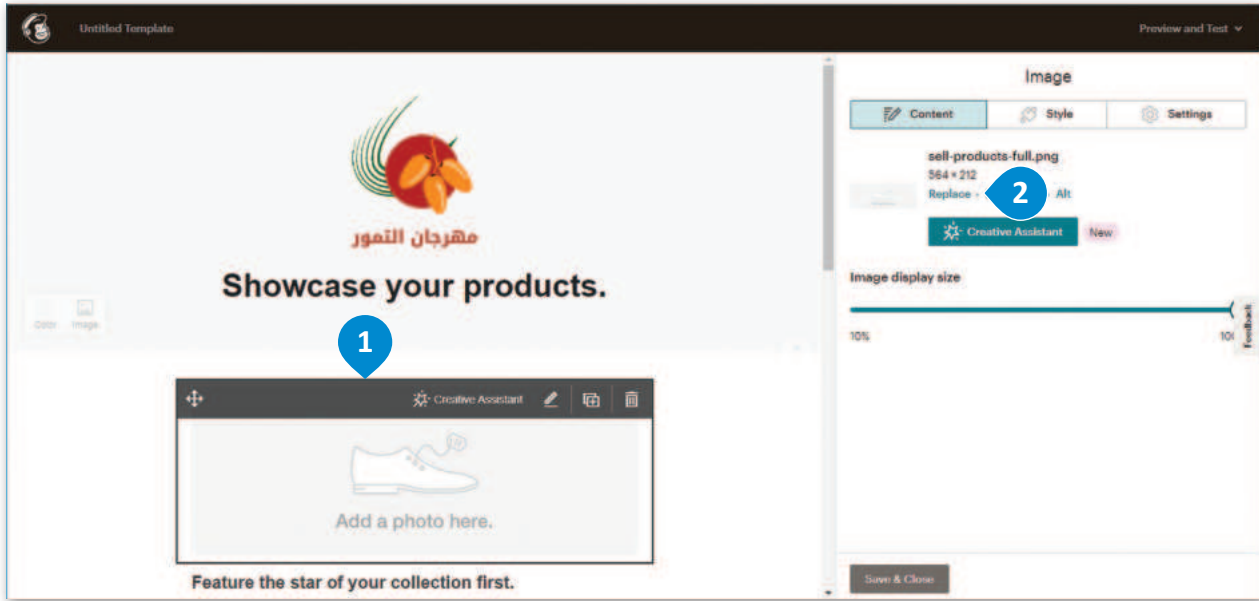 Untitled Template
Preview and Test
مهرجان التمور
Showcase your products.
Color Image
1
Creative Assistant
Add a photo here.
Feature the star of your collection first.
Image
Content Style Settings
sell-products-full.png
564 × 212
Replace 2 Alt
Creative Assistant New
Image display size
10% 10
Feedback
Save & Close